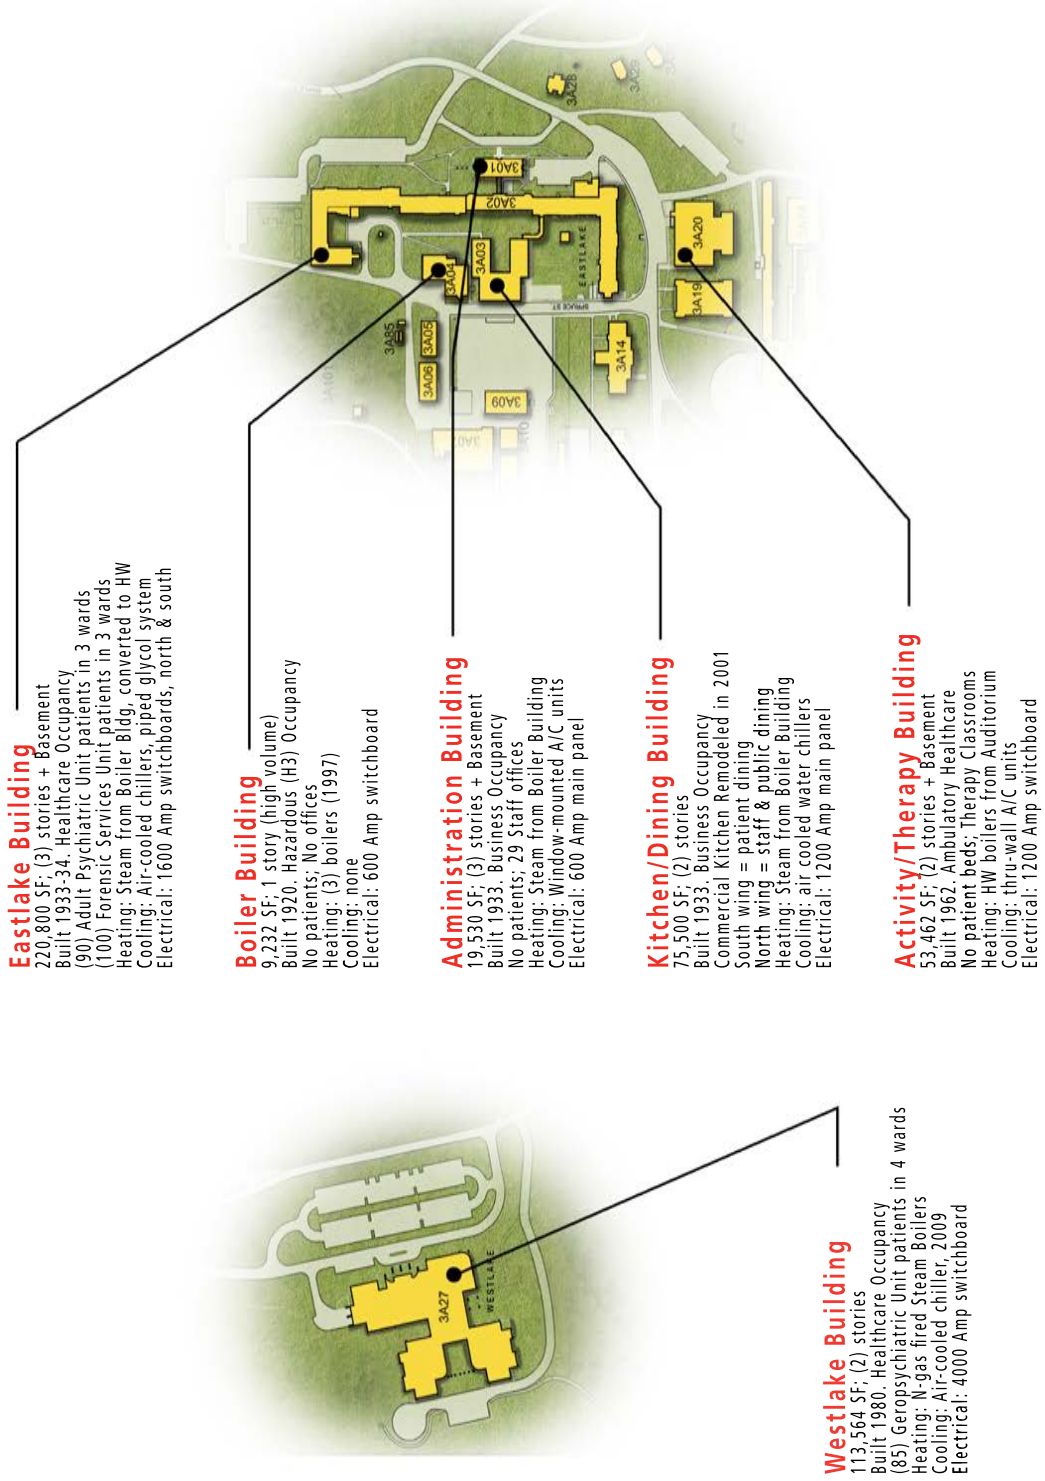 Eastlake Building
220,800 SF; (3) stories + Basement
Built 1933-34. Healthcare Occupancy
(90) Adult Psychiatric Unit patients in 3 wards
(100) Forensic Services Unit patients in 3 wards
Heating: Steam from Boiler Bldg, converted to HW
Cooling: Air-cooled chillers, piped glycol system
Electrical: 1600 Amp switchboards, north & south
Boiler Building
9,232 SF; 1 story (high volume)
Built 1920. Hazardous (H3) Occupancy
No patients; No offices
Heating: (3) boilers (1997)
Cooling: none
Electrical: 600 Amp switchboard
Administration Building
19,530 SF; (3) stories + Basement
Built 1933. Business Occupancy
No patients; 29 Staff offices
Heating: Steam from Boiler Building
Cooling: Window-mounted A/C units
Electrical: 600 Amp main panel
Kitchen/Dining Building
75,500 SF; (2) stories
Built 1933. Business Occupancy
Commercial Kitchen Remodeled in 2001
South wing = patient dining
North wing = staff & public dining
Heating: Steam from Boiler Building
Cooling: air cooled water chillers
Electrical: 1200 Amp main panel
Activity/Therapy Building
53,462 SF; (2) stories + Basement
Built 1962. Ambulatory Healthcare
No patient beds; Therapy Classrooms
Heating: HW boilers from Auditorium
Cooling: thru-wall A/C units
Electrical: 1200 Amp switchboard
Westlake Building
113,564 SF; (2) stories
Built 1980. Healthcare Occupancy
(85) Geropsychiatric Unit patients in 4 wards
Heating: N-gas fired Steam Boilers
Cooling: Air-cooled chiller, 2009
Electrical: 4000 Amp switchboard
3A01
3A02
3A03
3A04
3A05
3A06
3A85
3A09
3A14
3A19
3A20
3A28
3A29
3A101
EASTLAKE
SPRUCE ST
3A27
WESTLAKE